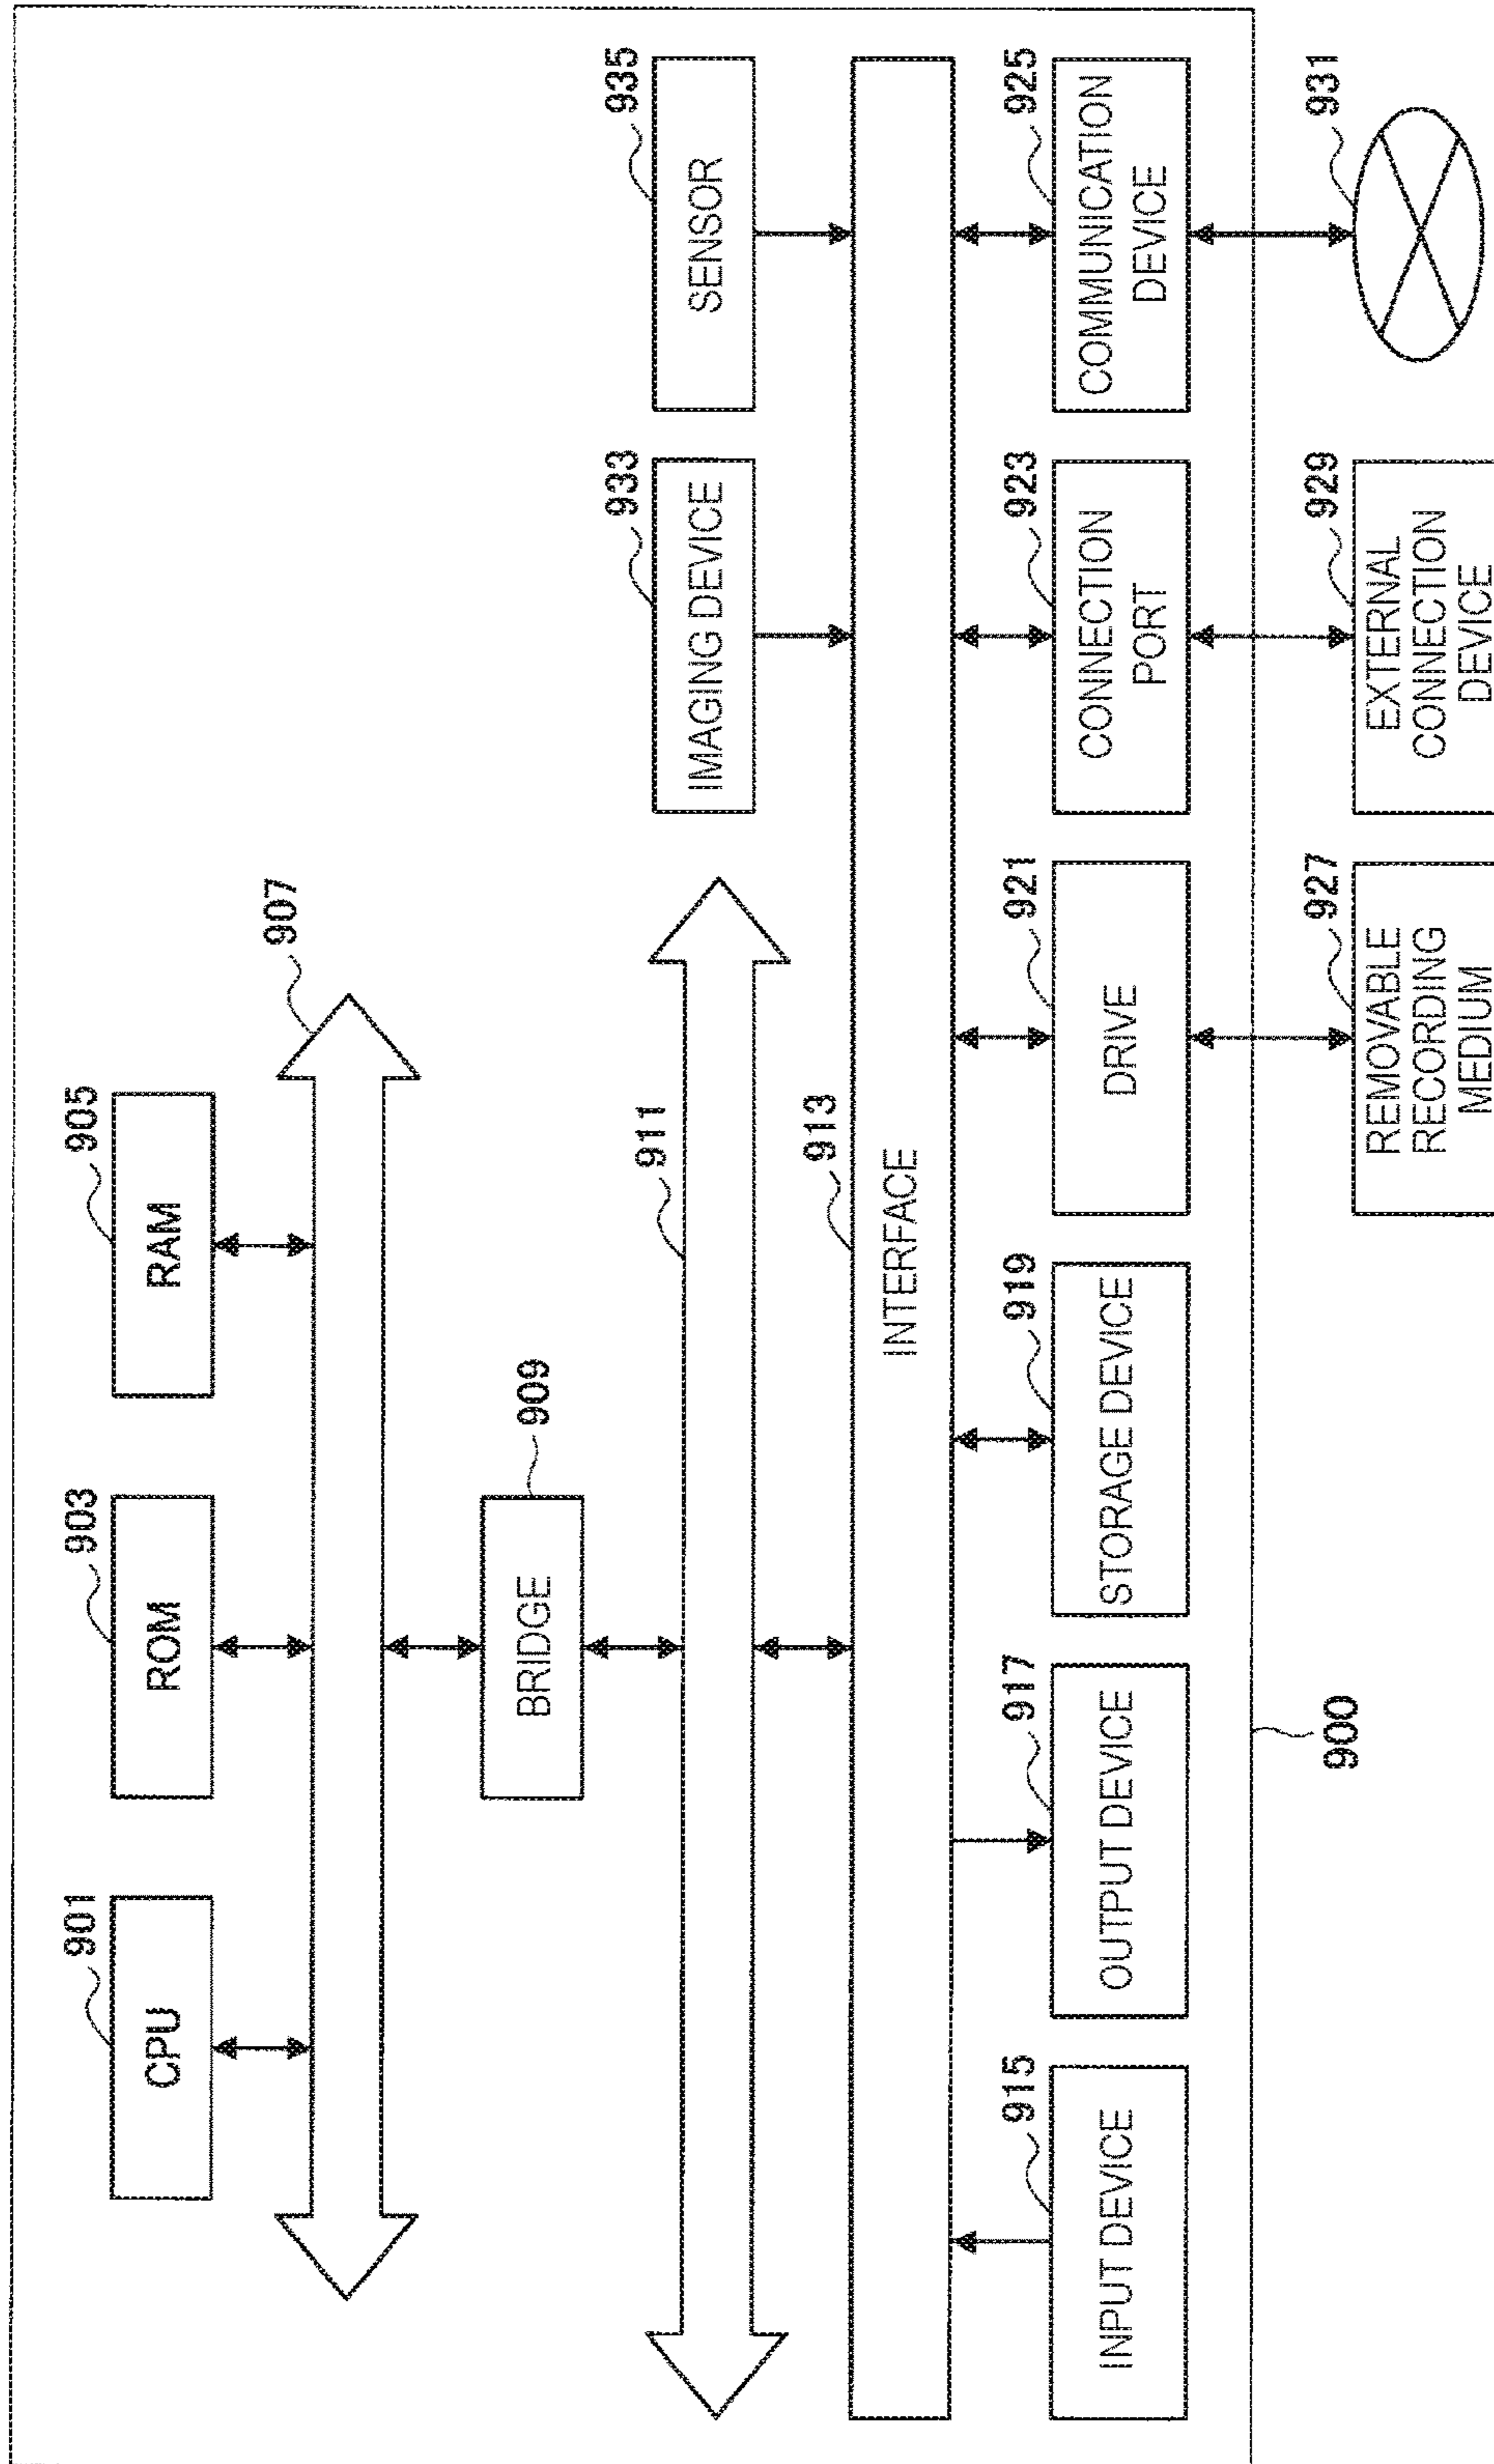 901
CPU
903
ROM
905
RAM
907
909
BRIDGE
911
933
IMAGING DEVICE
935
SENSOR
913
INTERFACE
915
INPUT DEVICE
917
OUTPUT DEVICE
919
STORAGE DEVICE
921
DRIVE
923
CONNECTION
PORT
925
COMMUNICATION
DEVICE
900
927
REMOVABLE
RECORDING
MEDIUM
929
EXTERNAL
CONNECTION
DEVICE
931